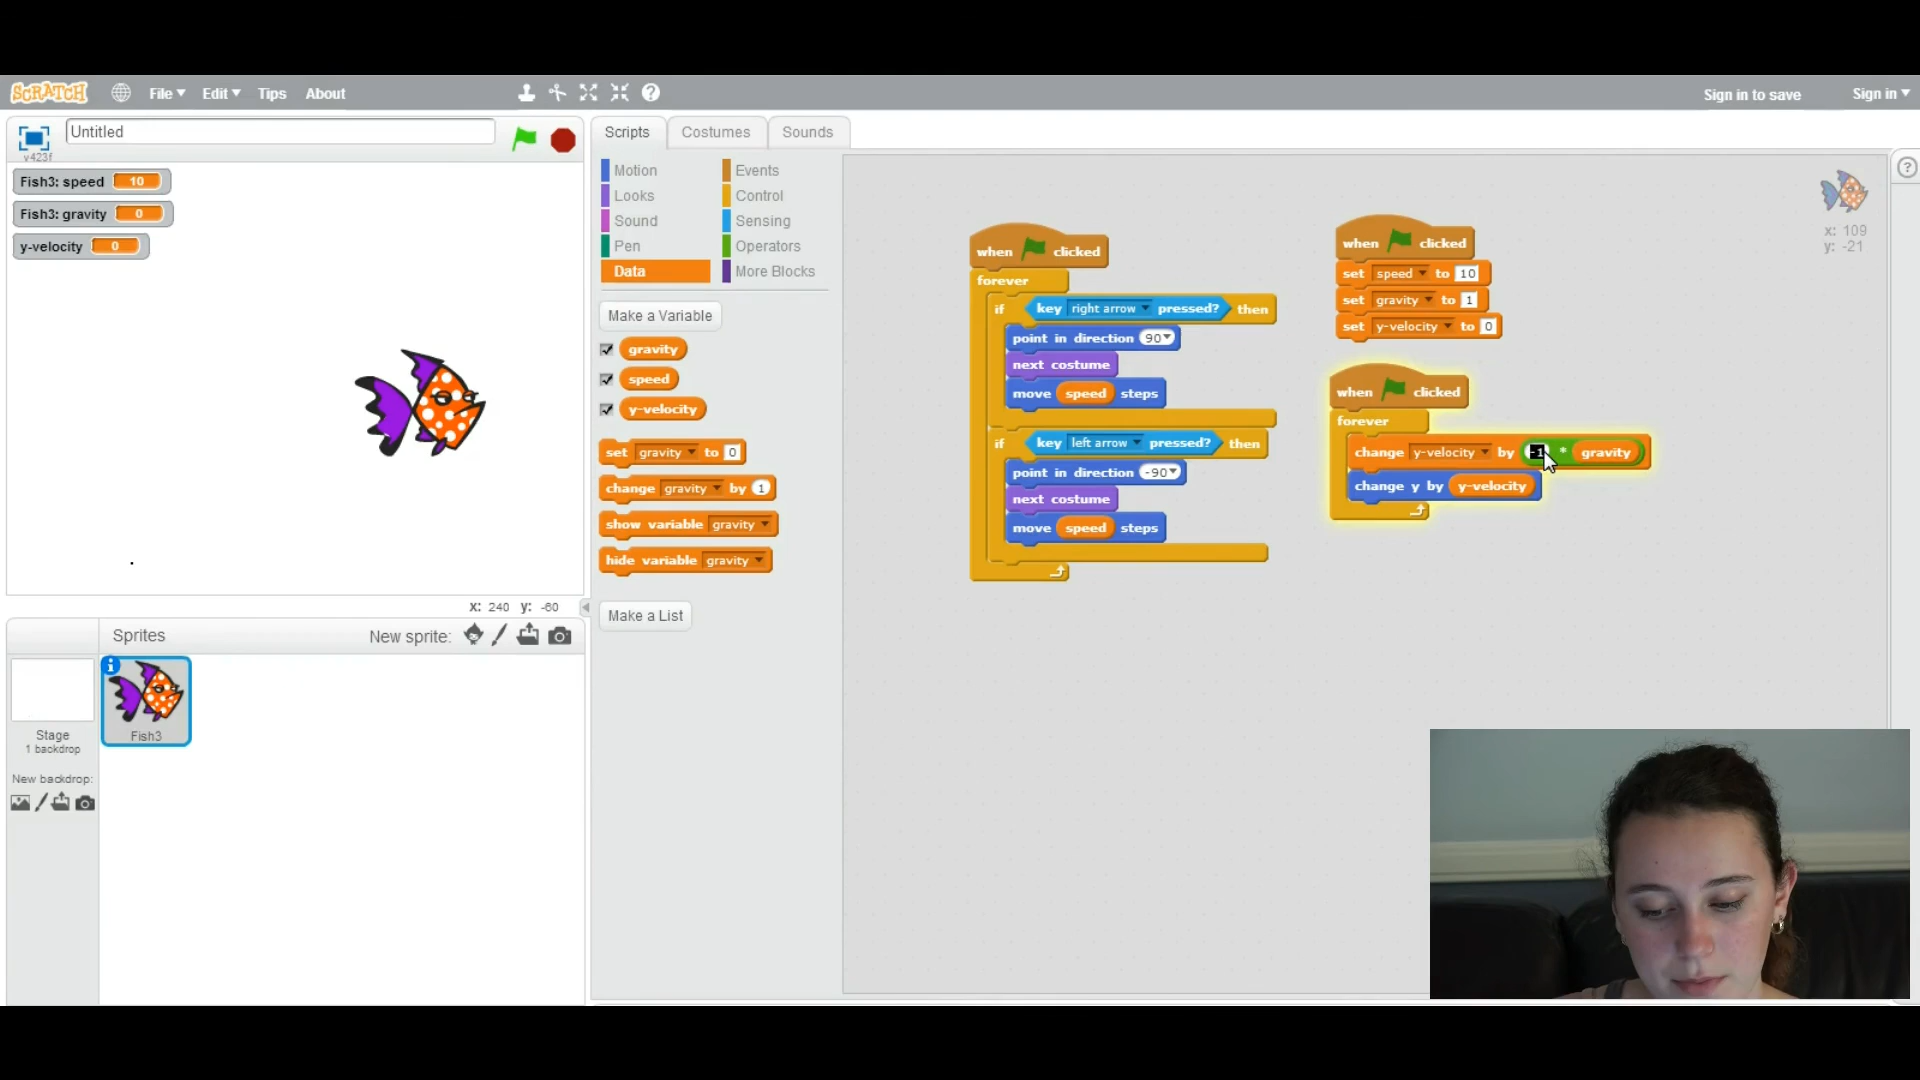 SCRATCH File Edit Tips About Sign in to save Sign in
v423f Untitled
Fish3: speed 10
Fish3: gravity 0
y-velocity 0
x: 240 y: -60
Sprites New sprite:
Stage
1 backdrop
New backdrop:
Fish3
Scripts Costumes Sounds
Motion Events
Looks Control
Sound Sensing
Pen Operators
Data More Blocks
Make a Variable
gravity
speed
y-velocity
set gravity to 0
change gravity by 1
show variable gravity
hide variable gravity
Make a List
when clicked
forever
if key right arrow pressed? then
point in direction 90
next costume
move speed steps
if key left arrow pressed? then
point in direction -90
next costume
move speed steps
when clicked
set speed to 10
set gravity to 1
set y-velocity to 0
when clicked
forever
change y-velocity by -1 * gravity
change y by y-velocity
x: 109
y: -21